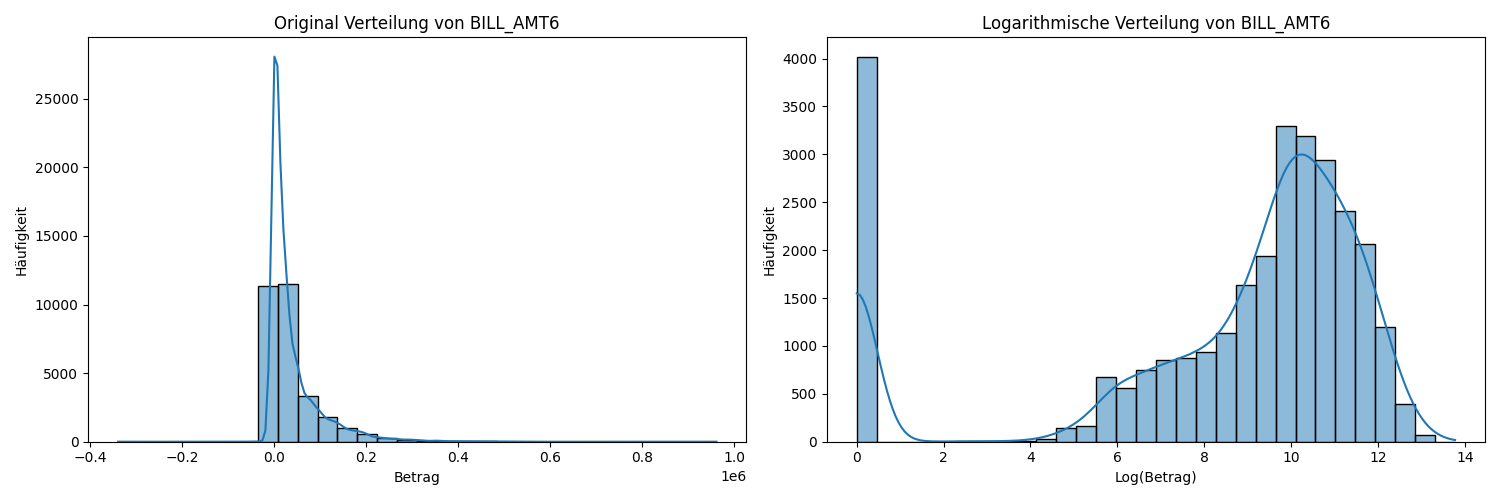 Original Verteilung von BILL_AMT6
Häufigkeit
25000
20000
15000
10000
5000
0
−0.4 −0.2 0.0 0.2 0.4 0.6 0.8 1.0
1e6
Betrag
Logarithmische Verteilung von BILL_AMT6
Häufigkeit
4000
3500
3000
2500
2000
1500
1000
500
0
0 2 4 6 8 10 12 14
Log(Betrag)